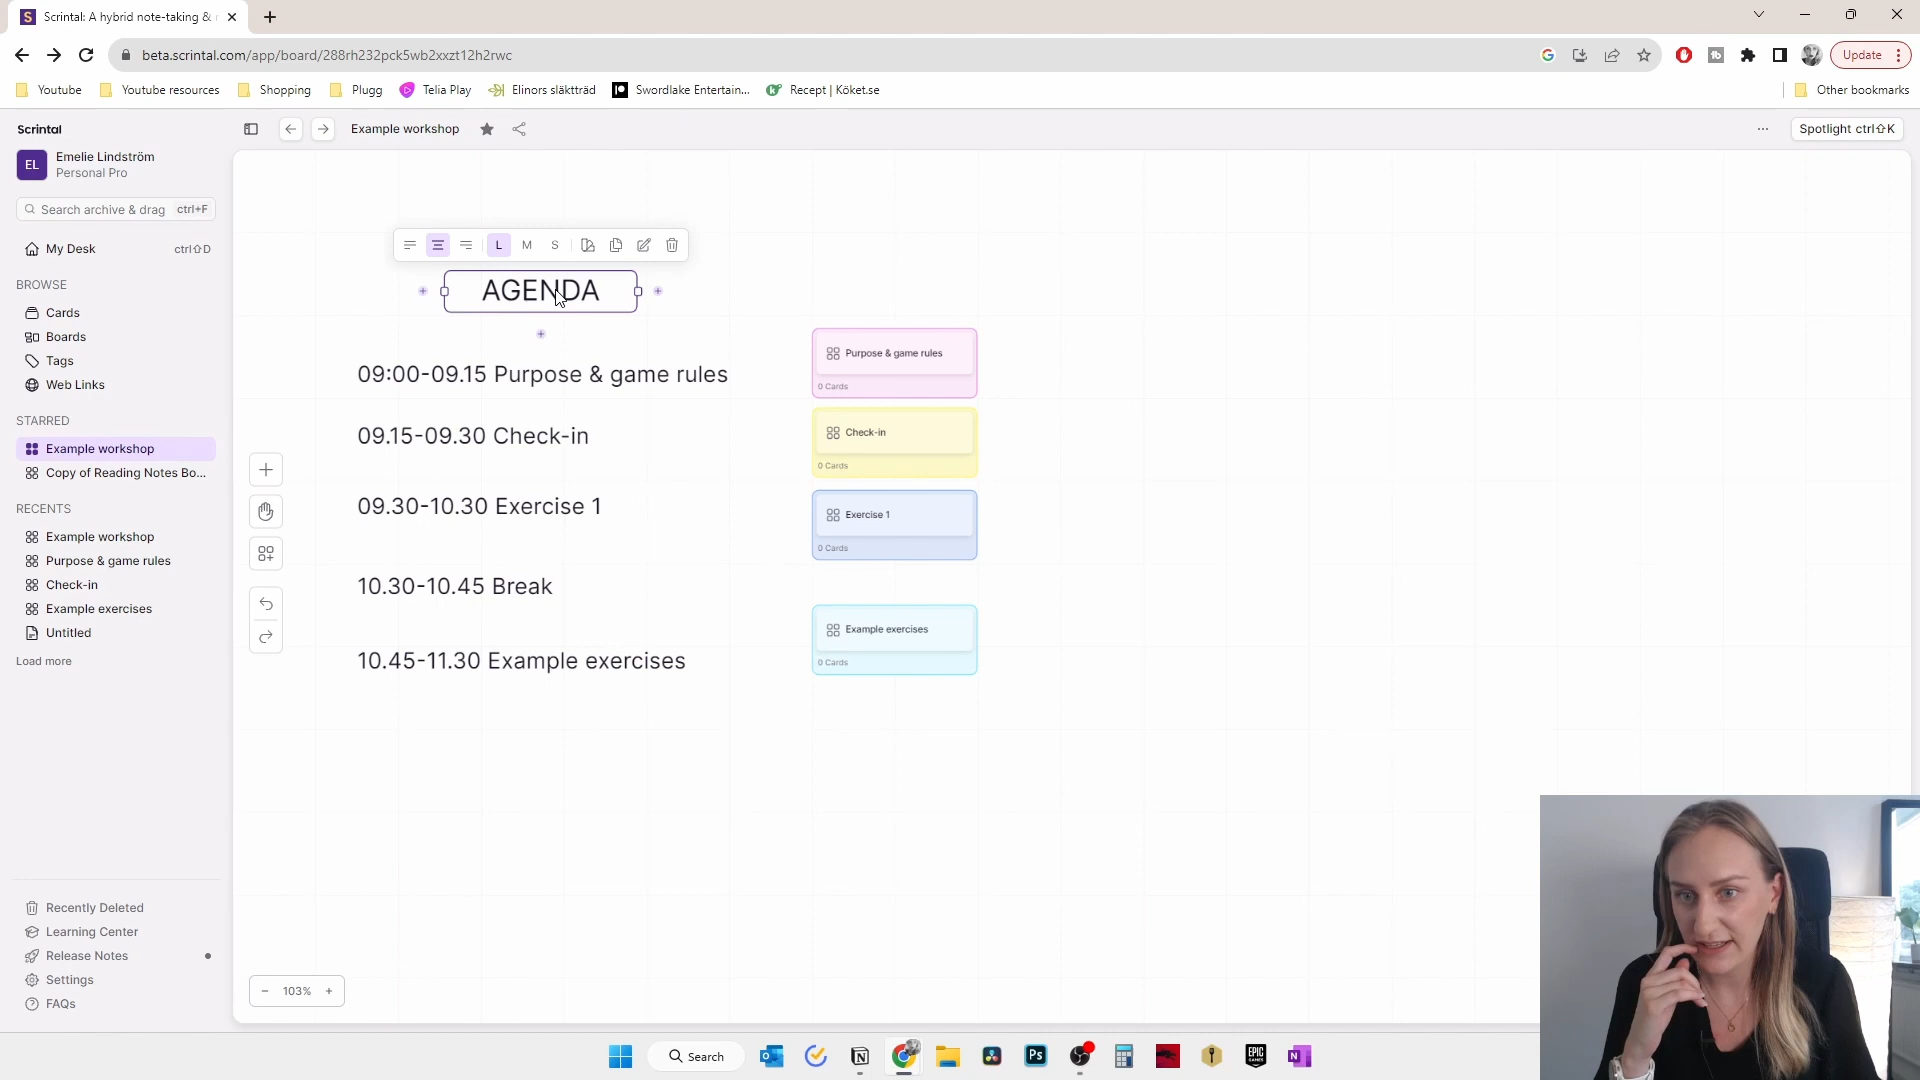 Scrintal: A hybrid note-taking &
beta.scrintal.com/app/board/288rh232pck5wb2xxzt12h2rwc
Update
Youtube
Youtube resources
Shopping
Plugg
Telia Play
Elinors släktträd
Swordlake Entertain...
Recept | Köket.se
Other bookmarks
Scrintal
Example workshop
Spotlight ctrl⇧K
EL
Emelie Lindström
Personal Pro
Search archive & drag
ctrl+F
My Desk
ctrl⇧D
BROWSE
Cards
Boards
Tags
Web Links
STARRED
Example workshop
Copy of Reading Notes Bo...
RECENTS
Example workshop
Purpose & game rules
Check-in
Example exercises
Untitled
Load more
Recently Deleted
Learning Center
Release Notes
Settings
FAQs
L M S
AGENDA
09:00-09.15 Purpose & game rules
09.15-09.30 Check-in
09.30-10.30 Exercise 1
10.30-10.45 Break
10.45-11.30 Example exercises
Purpose & game rules
0 Cards
Check-in
0 Cards
Exercise 1
0 Cards
Example exercises
0 Cards
103%
Search
Ps
EPIC
GAMES
N